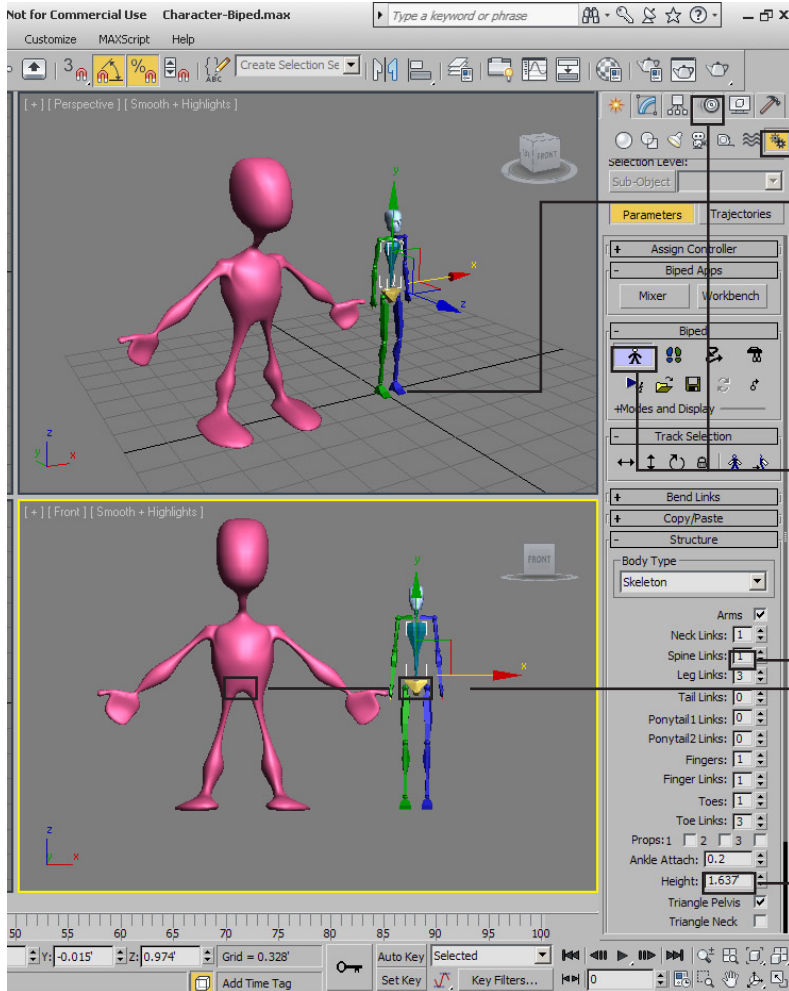 Not for Commercial Use Character-Biped.max
Type a keyword or phrase
Customize MAXScript Help
3
%
ABC
Create Selection Se
[ + ] [ Perspective ] [ Smooth + Highlights ]
FRONT
y
x
z
z
y
x
Selection Level:
Sub-Object
Parameters Trajectories
+ Assign Controller
- Biped Apps
Mixer Workbench
- Biped
+Modes and Display
- Track Selection
+ Bend Links
+ Copy/Paste
- Structure
Body Type
Skeleton
Arms
Neck Links: 1
Spine Links: 1
Leg Links: 3
Tail Links: 0
Ponytail1 Links: 0
Ponytail2 Links: 0
Fingers: 1
Finger Links: 1
Toes: 1
Toe Links: 3
Props: 1 2 3
Ankle Attach: 0.2
Height: 1.637'
Triangle Pelvis
Triangle Neck
[ + ] [ Front ] [ Smooth + Highlights ]
FRONT
y
x
z
y
x
50 55 60 65 70 75 80 85 90 95 100
Y: -0.015' Z: 0.974' Grid = 0.328'
Auto Key Selected
Add Time Tag
Set Key Key Filters...
0